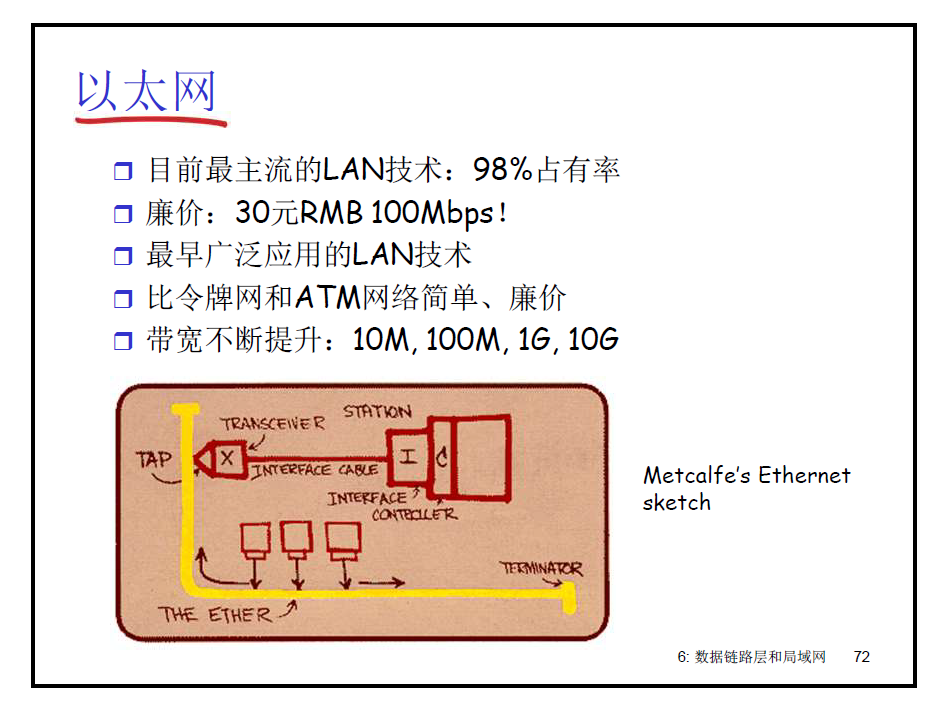 以太网
目前最主流的LAN技术：98%占有率
廉价：30元RMB 100Mbps！
最早广泛应用的LAN技术
比令牌网和ATM网络简单、廉价
带宽不断提升：10M, 100M, 1G, 10G
STATION
TRANSCEIVER
TAP
X
I
C
INTERFACE CABLE
INTERFACE
CONTROLLER
TERMINATOR
THE ETHER
Metcalfe's Ethernet
sketch
6: 数据链路层和局域网
72